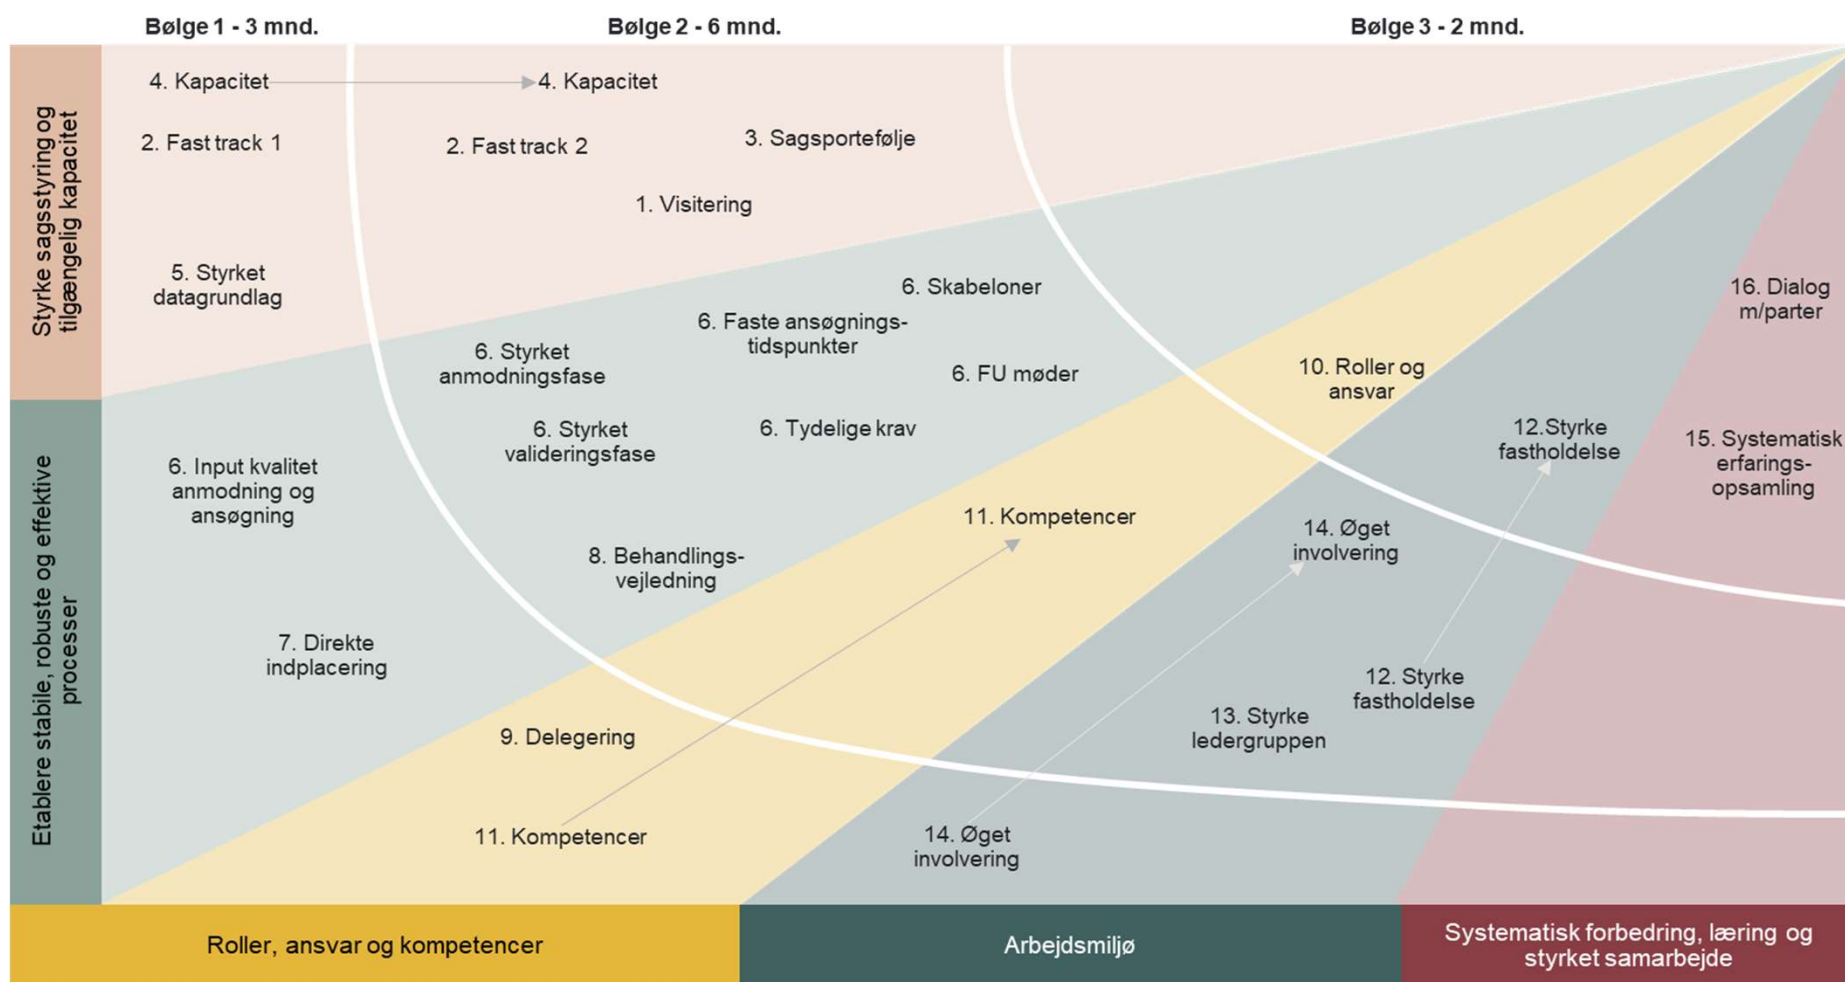 Bølge 1 - 3 mnd.
Bølge 2 - 6 mnd.
Bølge 3 - 2 mnd.
Styrke sagsstyring og
tilgængelig kapacitet
4. Kapacitet
4. Kapacitet
2. Fast track 1
2. Fast track 2
3. Sagsportefølje
1. Visitering
5. Styrket
datagrundlag
Etablere stabile, robuste og effektive
processer
6. Skabeloner
6. Faste ansøgnings-
tidspunkter
6. Styrket
anmodningsfase
6. FU møder
6. Styrket
valideringsfase
6. Tydelige krav
6. Input kvalitet
anmodning og
ansøgning
8. Behandlings-
vejledning
7. Direkte
indplacering
10. Roller og
ansvar
11. Kompetencer
9. Delegering
11. Kompetencer
12.Styrke
fastholdelse
14. Øget
involvering
12. Styrke
fastholdelse
13. Styrke
ledergruppen
14. Øget
involvering
16. Dialog
m/parter
15. Systematisk
erfarings-
opsamling
Roller, ansvar og kompetencer
Arbejdsmiljø
Systematisk forbedring, læring og
styrket samarbejde